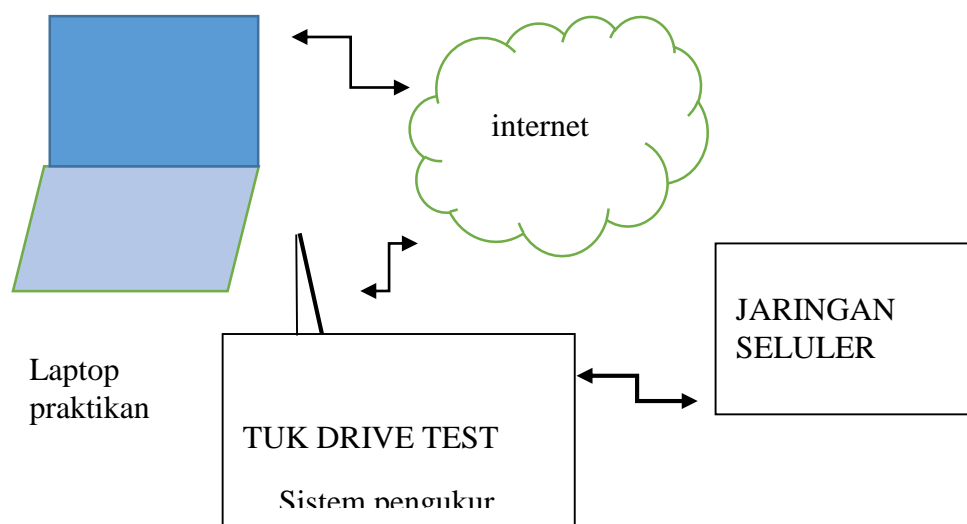 internet
JARINGAN
SELULER
Laptop
praktikan
TUK DRIVE TEST
Sistem pengukur